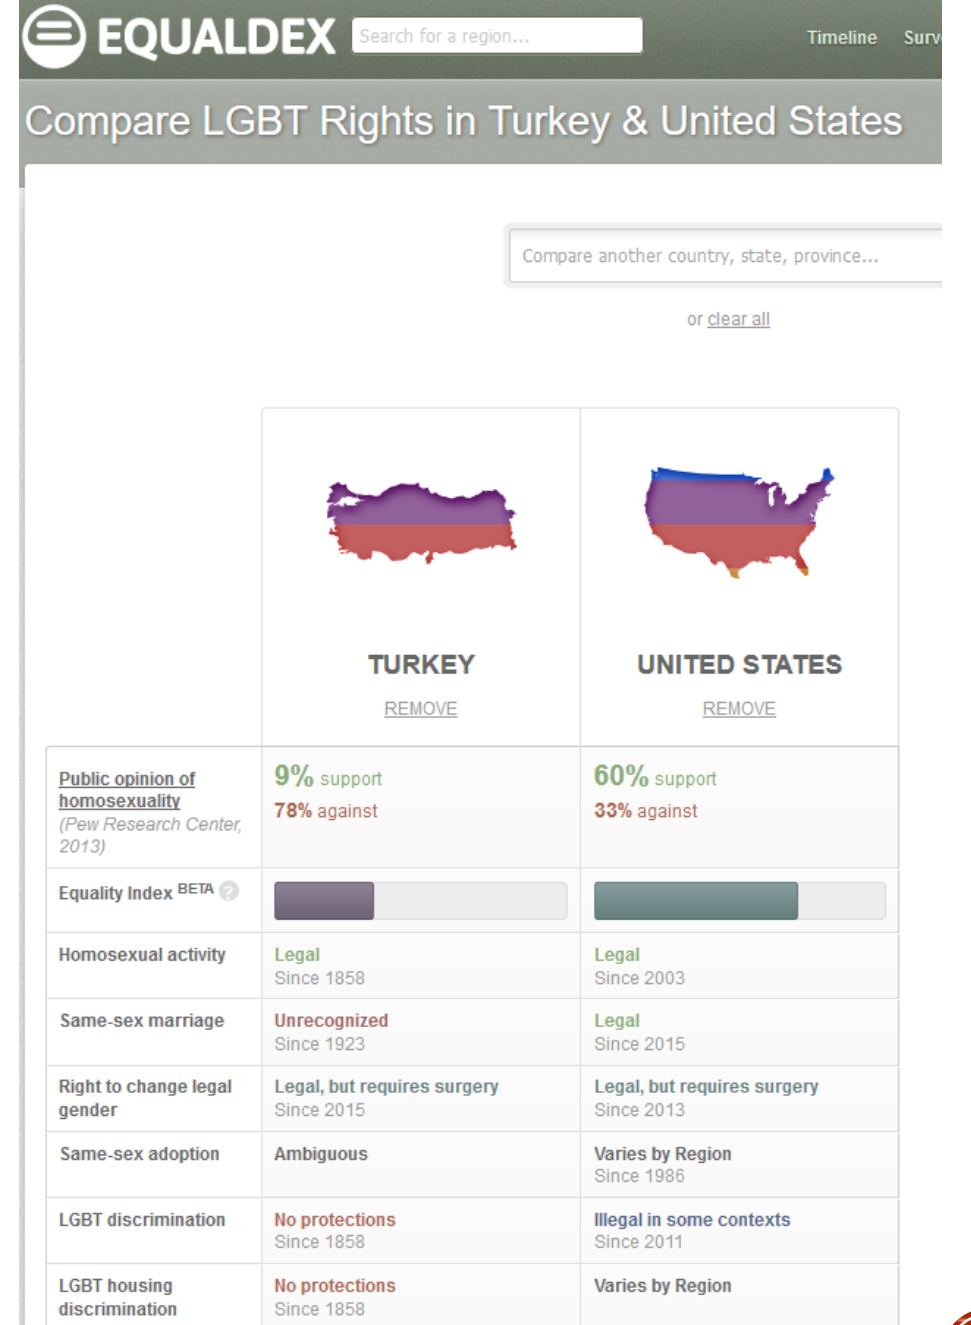 EQUALDEX
Search for a region...
Timeline
Compare LGBT Rights in Turkey & United States
Compare another country, state, province...
or clear all
TURKEY
UNITED STATES
REMOVE
REMOVE
Public opinion of
homosexuality
(Pew Research Center,
2013)
9% support
78% against
60% support
33% against
Equality Index BETA ?
Homosexual activity
Legal
Since 1858
Legal
Since 2003
Same-sex marriage
Unrecognized
Since 1923
Legal
Since 2015
Right to change legal
gender
Legal, but requires surgery
Since 2015
Legal, but requires surgery
Since 2013
Same-sex adoption
Ambiguous
Varies by Region
Since 1986
LGBT discrimination
No protections
Since 1858
Illegal in some contexts
Since 2011
LGBT housing
discrimination
No protections
Since 1858
Varies by Region